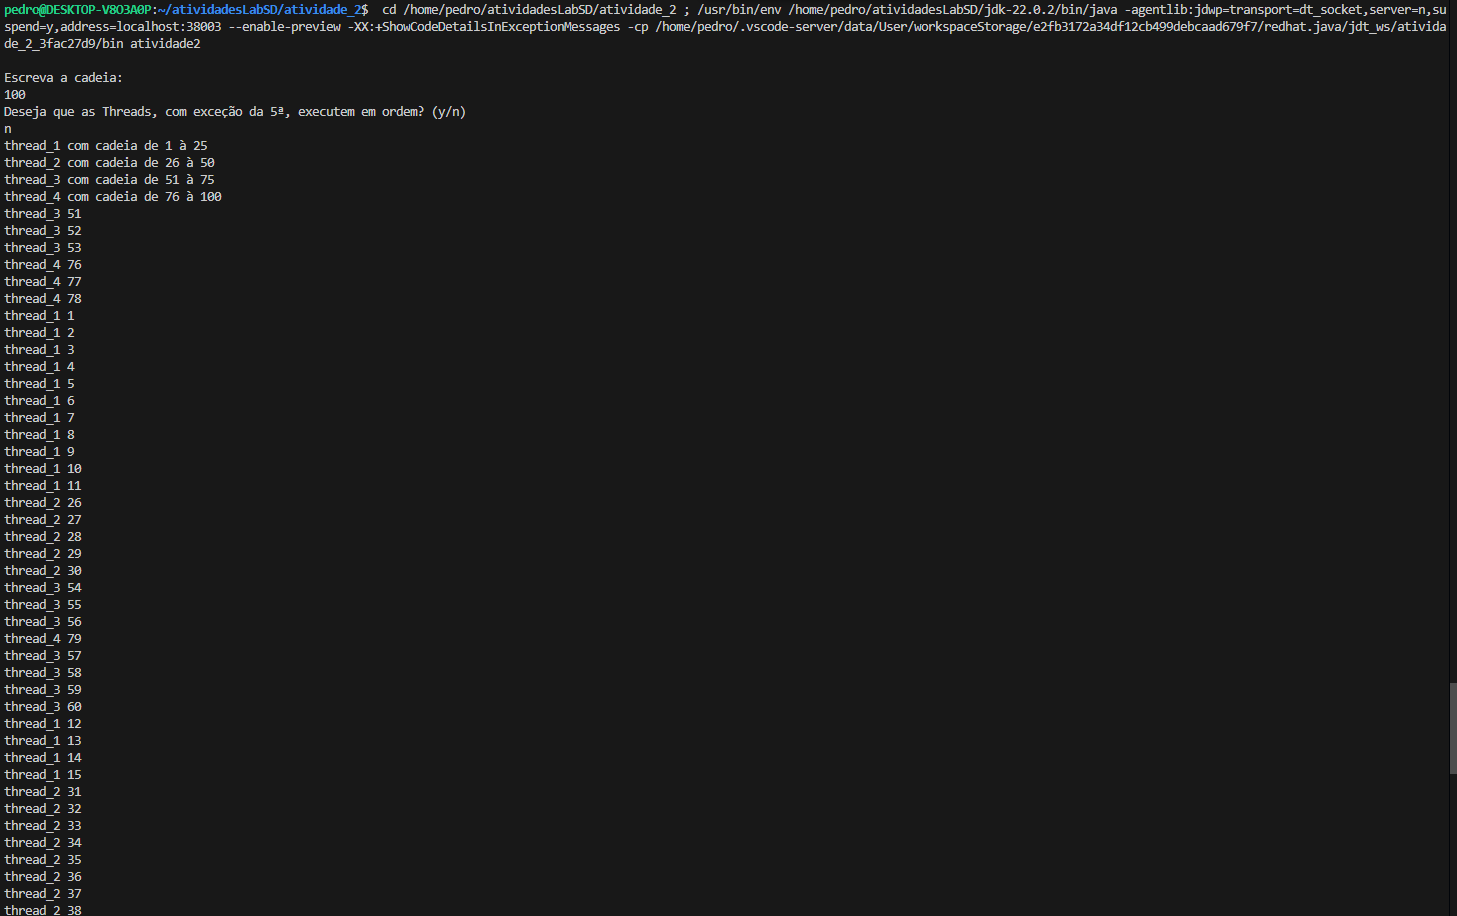 pedro@DESKTOP-V8O3A0P:~/atividadesLabSD/atividade_2$  cd /home/pedro/atividadesLabSD/atividade_2 ; /usr/bin/env /home/pedro/atividadesLabSD/jdk-22.0.2/bin/java -agentlib:jdwp=transport=dt_socket,server=n,su
spend=y,address=localhost:38003 --enable-preview -XX:+ShowCodeDetailsInExceptionMessages -cp /home/pedro/.vscode-server/data/User/workspaceStorage/e2fb3172a34df12cb499debcaad679f7/redhat.java/jdt_ws/ativida
de_2_3fac27d9/bin atividade2
Escreva a cadeia:
100
Deseja que as Threads, com exceção da 5ª, executem em ordem? (y/n)
n
thread_1 com cadeia de 1 à 25
thread_2 com cadeia de 26 à 50
thread_3 com cadeia de 51 à 75
thread_4 com cadeia de 76 à 100
thread_3 51
thread_3 52
thread_3 53
thread_4 76
thread_4 77
thread_4 78
thread_1 1
thread_1 2
thread_1 3
thread_1 4
thread_1 5
thread_1 6
thread_1 7
thread_1 8
thread_1 9
thread_1 10
thread_1 11
thread_2 26
thread_2 27
thread_2 28
thread_2 29
thread_2 30
thread_3 54
thread_3 55
thread_3 56
thread_4 79
thread_3 57
thread_3 58
thread_3 59
thread_3 60
thread_1 12
thread_1 13
thread_1 14
thread_1 15
thread_2 31
thread_2 32
thread_2 33
thread_2 34
thread_2 35
thread_2 36
thread_2 37
thread_2 38